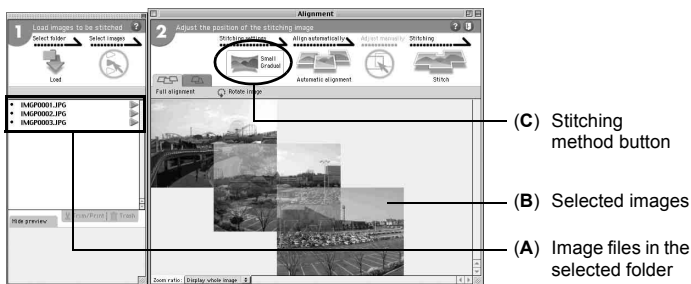 Alignment
1 Load images to be stitched ?
Select folder Select images
Load
2 Adjust the position of the stitching image ?
Stitching settings Align automatically Adjust manually Stitching
Small
Gradual
Automatic alignment
Stitch
Full alignment Rotate image
• IMGP0001.JPG
• IMGP0002.JPG
• IMGP0003.JPG
Hide preview Trim/Print Trash
Zoom ratio: Display whole image
(C) Stitching
method button
(B) Selected images
(A) Image files in the
selected folder